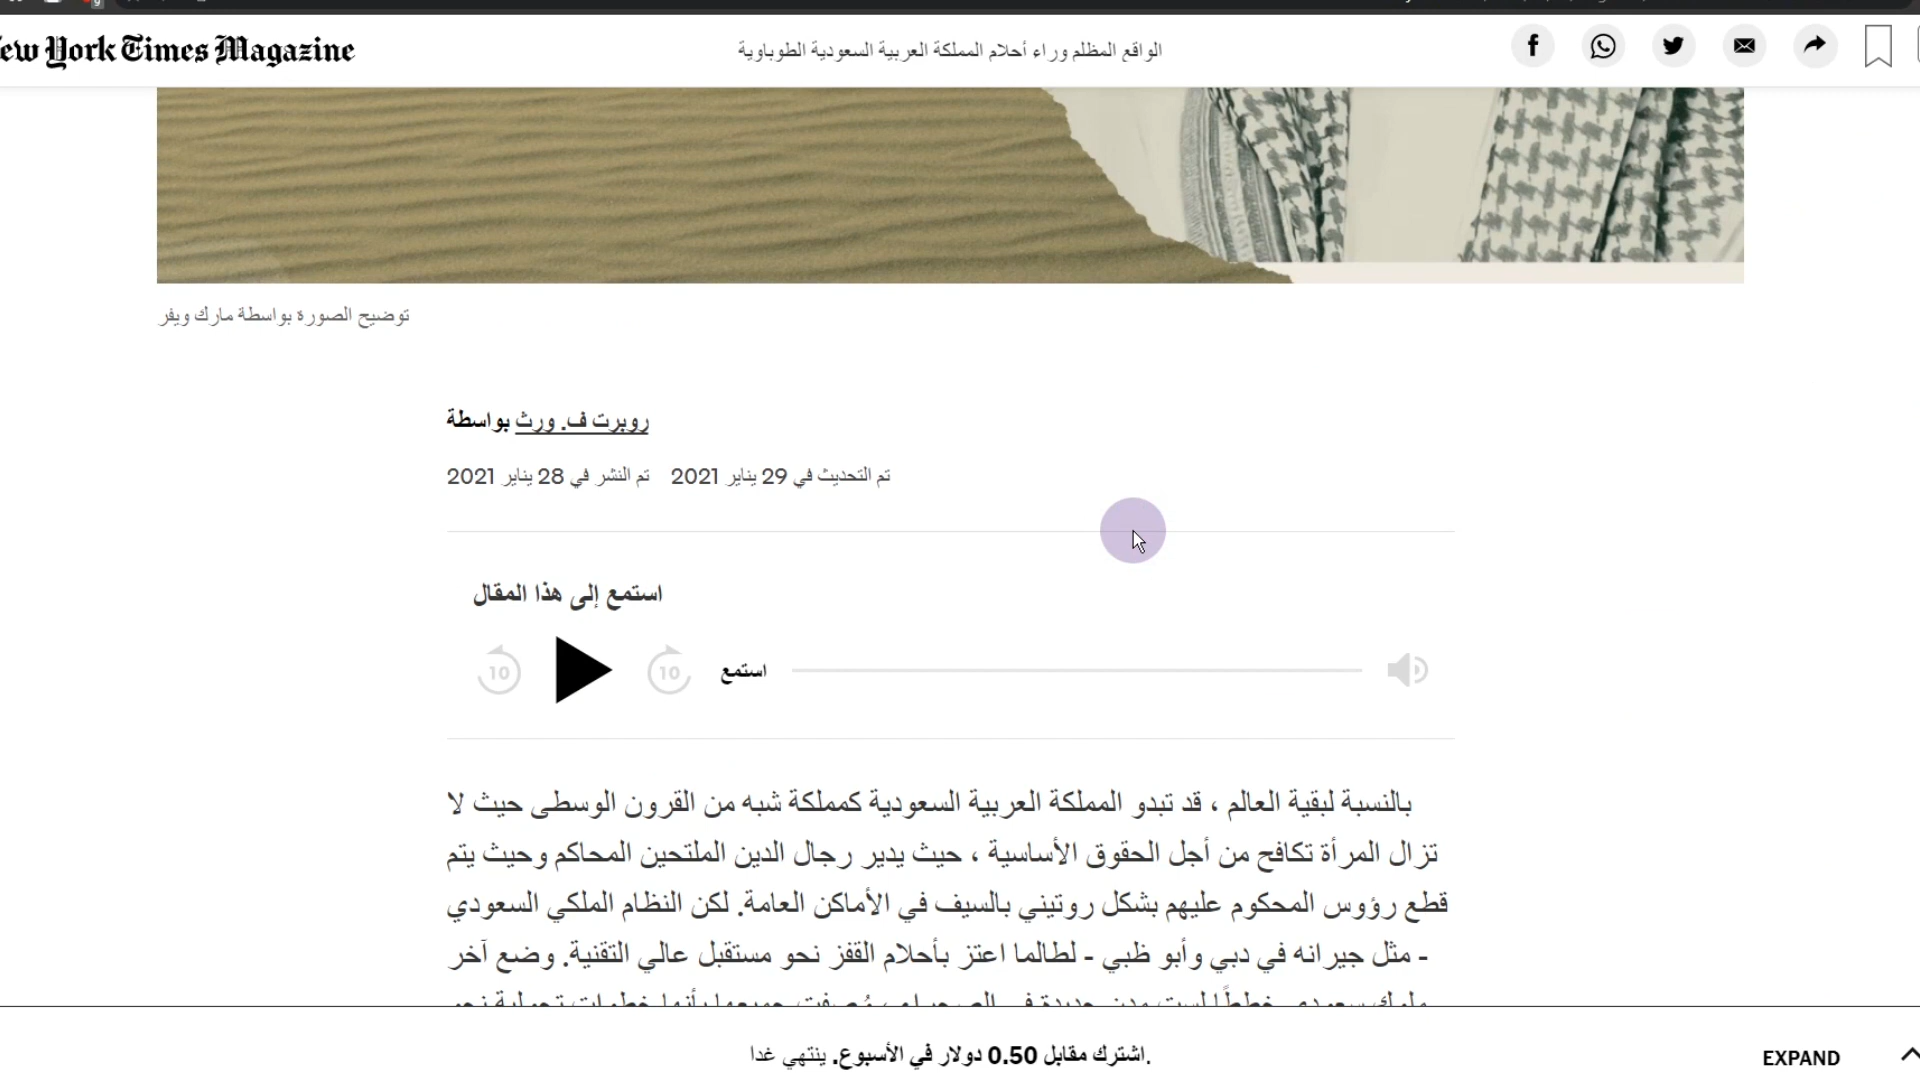 New York Times Magazine
الواقع المظلم وراء أحلام المملكة العربية السعودية الطوباوية
توضيح الصورة بواسطة مارك ويفر
بواسطة روبرت ف. ورث
تم النشر في 28 يناير 2021 تم التحديث في 29 يناير 2021
استمع إلى هذا المقال
10
10
استمع
بالنسبة لبقية العالم ، قد تبدو المملكة العربية السعودية كمملكة شبه من القرون الوسطى حيث لا
تزال المرأة تكافح من أجل الحقوق الأساسية ، حيث يدير رجال الدين الملتحين المحاكم وحيث يتم
قطع رؤوس المحكوم عليهم بشكل روتيني بالسيف في الأماكن العامة. لكن النظام الملكي السعودي
- مثل جيرانه في دبي وأبو ظبي - لطالما اعتز بأحلام القفز نحو مستقبل عالي التقنية. وضع آخر
اشترك مقابل 0.50 دولار في الأسبوع. ينتهي غدا.
EXPAND